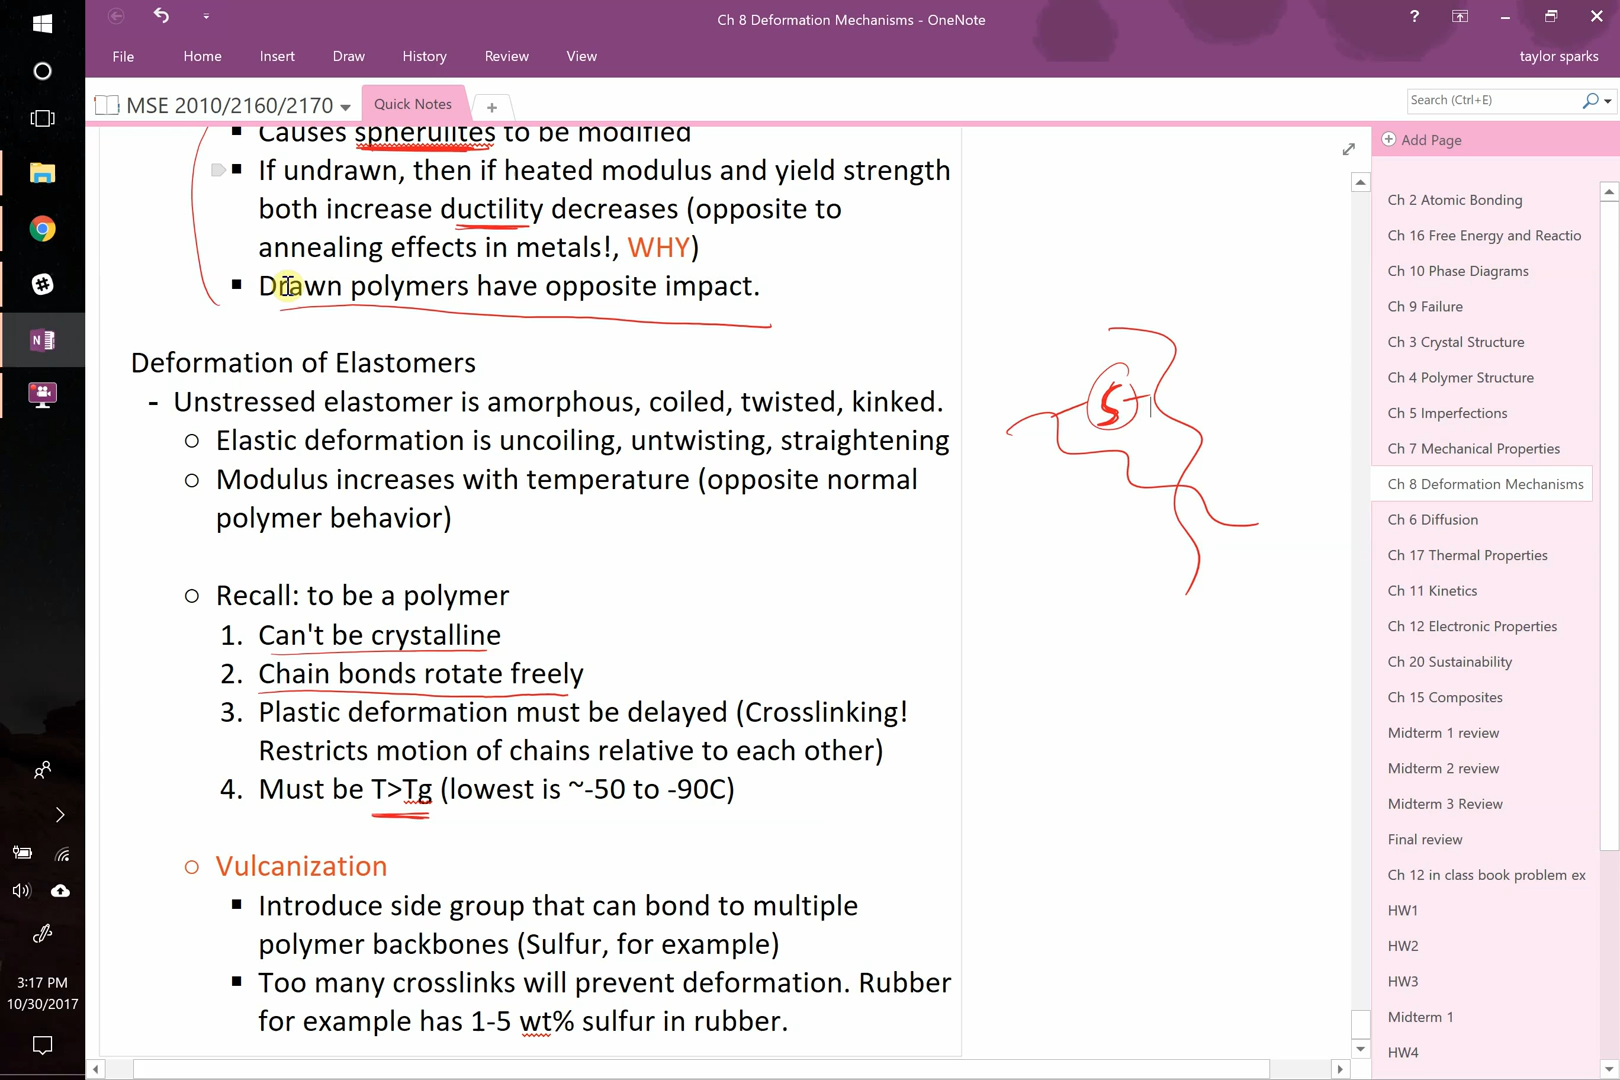 Ch 8 Deformation Mechanisms - OneNote
?
File
Home
Insert
Draw
History
Review
View
taylor sparks
MSE 2010/2160/2170
Quick Notes
+
Search (Ctrl+E)
Causes spherulites to be modified
If undrawn, then if heated modulus and yield strength
both increase ductility decreases (opposite to
annealing effects in metals!, WHY)
Drawn polymers have opposite impact.
Deformation of Elastomers
- Unstressed elastomer is amorphous, coiled, twisted, kinked.
Elastic deformation is uncoiling, untwisting, straightening
Modulus increases with temperature (opposite normal
polymer behavior)
Recall: to be a polymer
1. Can't be crystalline
2. Chain bonds rotate freely
3. Plastic deformation must be delayed (Crosslinking!
Restricts motion of chains relative to each other)
4. Must be T>Tg (lowest is ~-50 to -90C)
Vulcanization
Introduce side group that can bond to multiple
polymer backbones (Sulfur, for example)
Too many crosslinks will prevent deformation. Rubber
for example has 1-5 wt% sulfur in rubber.
S
Add Page
Ch 2 Atomic Bonding
Ch 16 Free Energy and Reactio
Ch 10 Phase Diagrams
Ch 9 Failure
Ch 3 Crystal Structure
Ch 4 Polymer Structure
Ch 5 Imperfections
Ch 7 Mechanical Properties
Ch 8 Deformation Mechanisms
Ch 6 Diffusion
Ch 17 Thermal Properties
Ch 11 Kinetics
Ch 12 Electronic Properties
Ch 20 Sustainability
Ch 15 Composites
Midterm 1 review
Midterm 2 review
Midterm 3 Review
Final review
Ch 12 in class book problem ex
HW1
HW2
HW3
Midterm 1
HW4
3:17 PM
10/30/2017